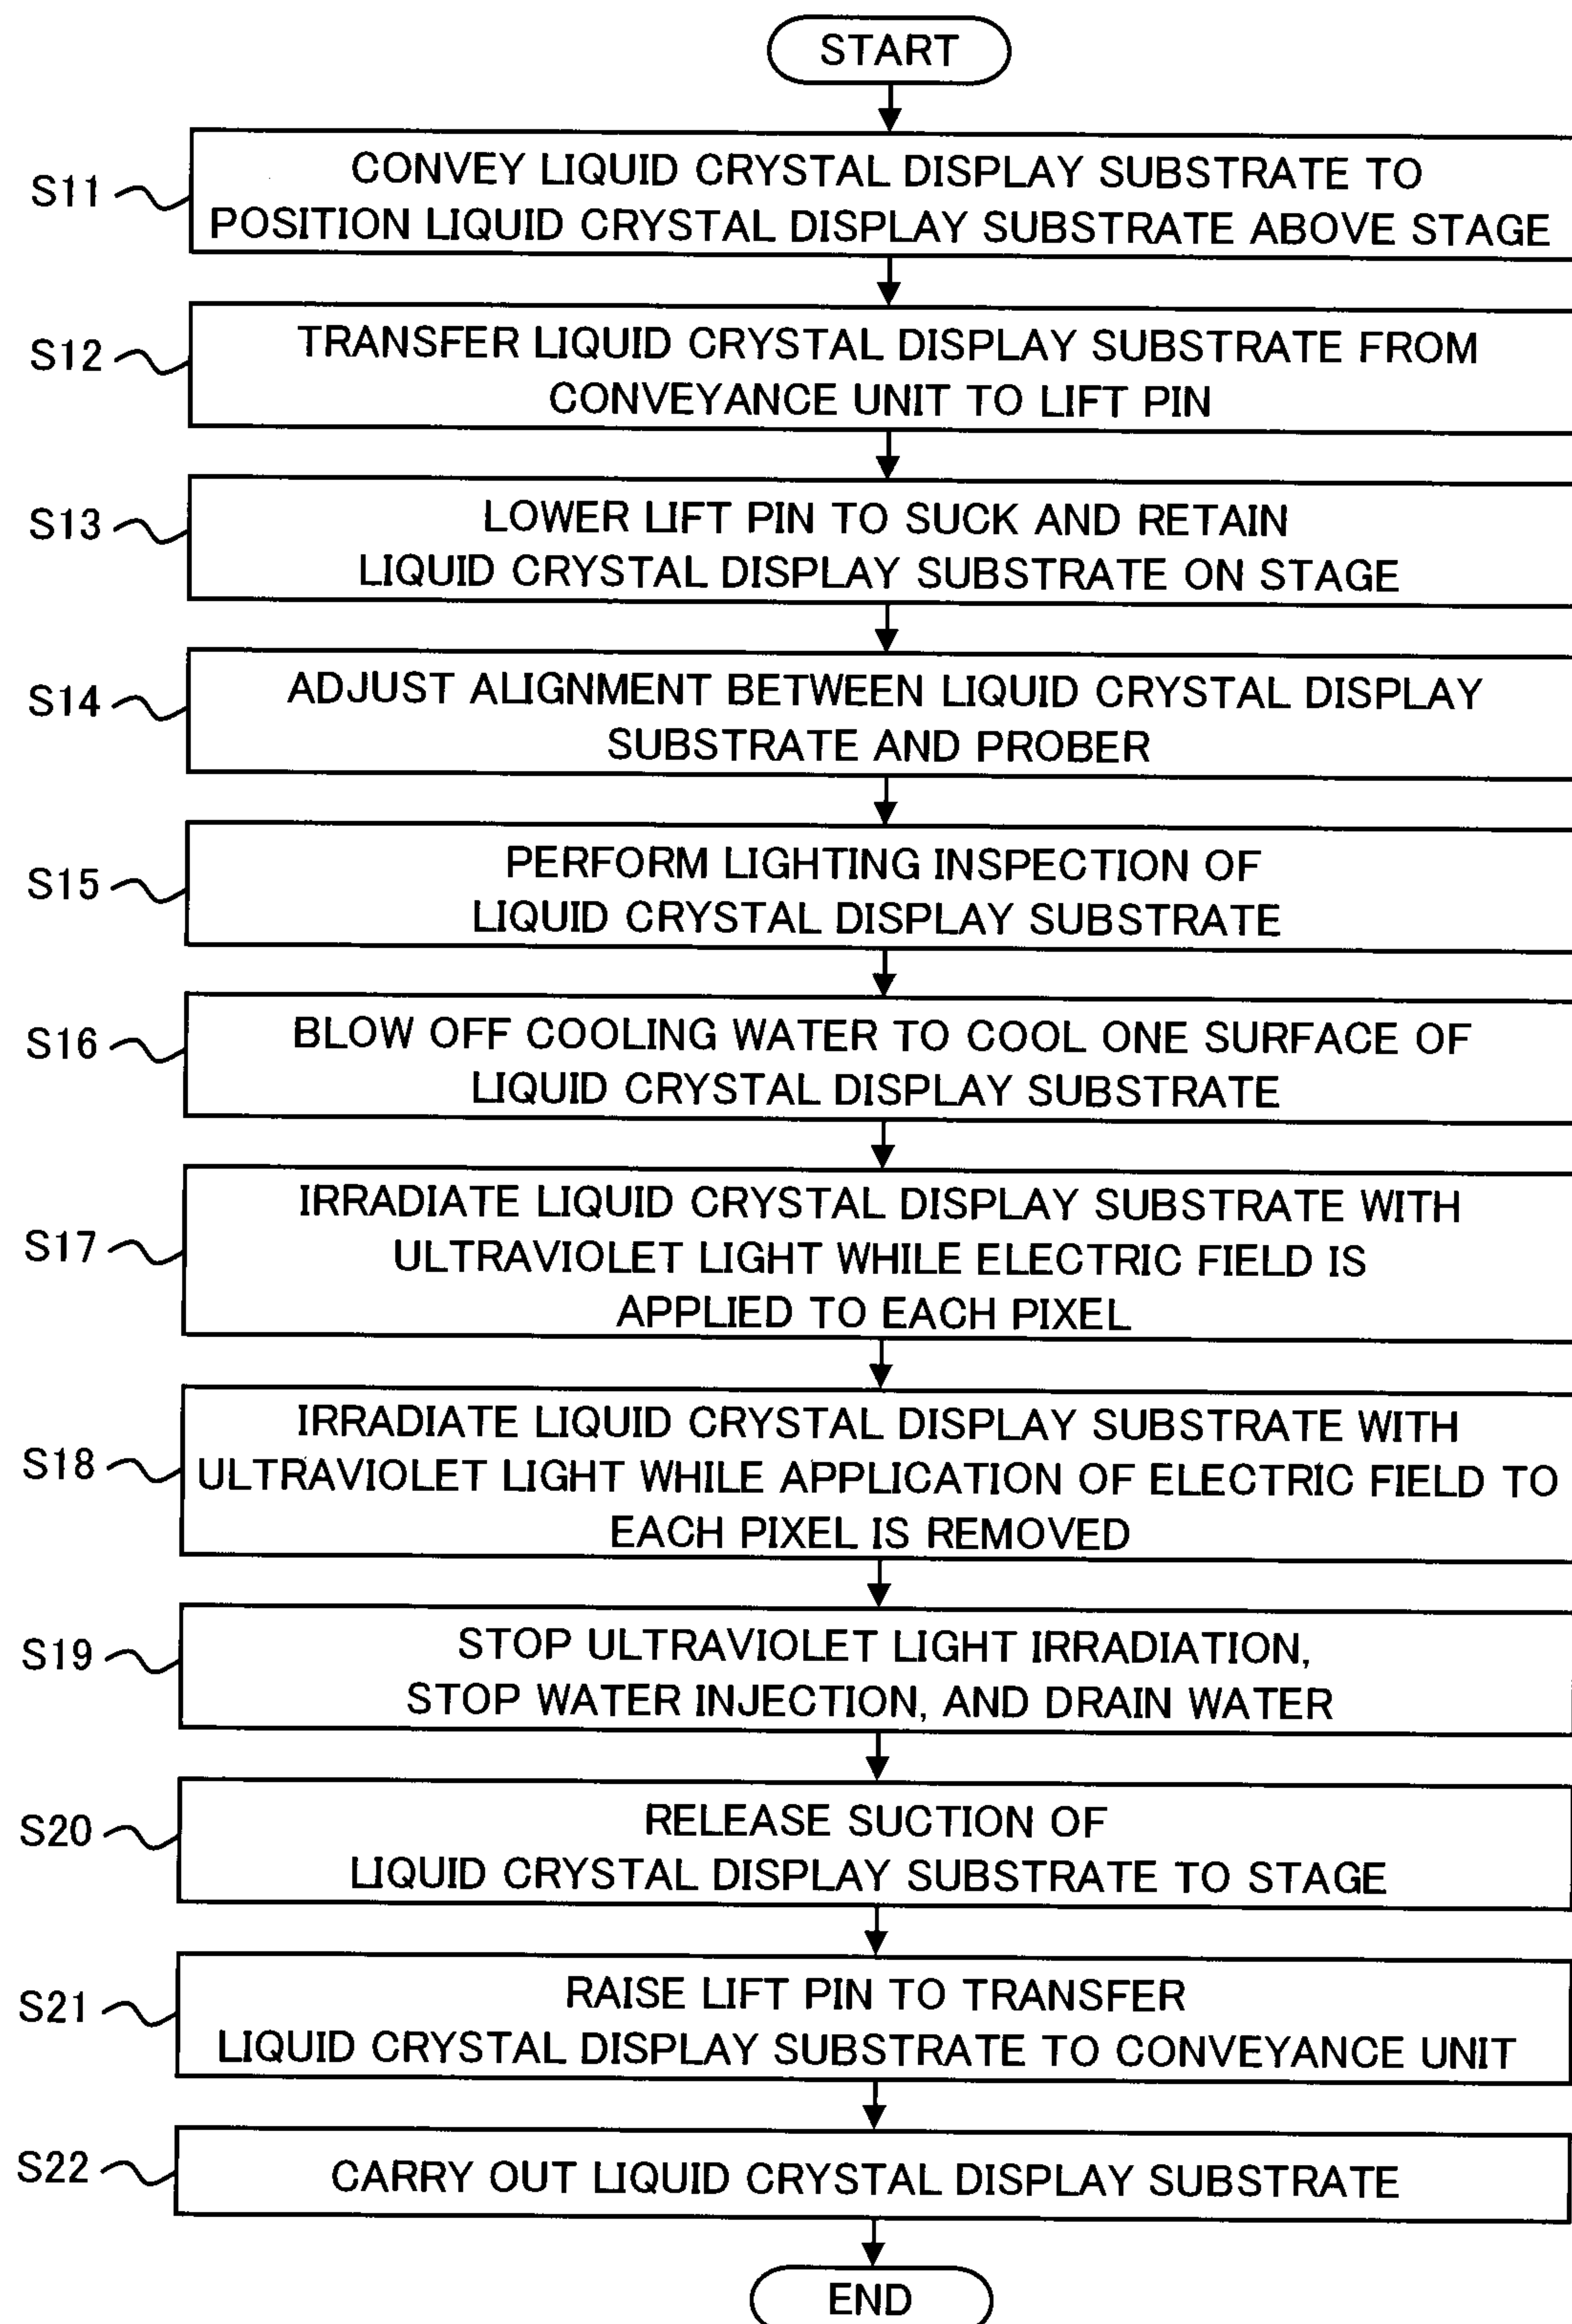 START
S11
CONVEY LIQUID CRYSTAL DISPLAY SUBSTRATE TO
POSITION LIQUID CRYSTAL DISPLAY SUBSTRATE ABOVE STAGE
S12
TRANSFER LIQUID CRYSTAL DISPLAY SUBSTRATE FROM
CONVEYANCE UNIT TO LIFT PIN
S13
LOWER LIFT PIN TO SUCK AND RETAIN
LIQUID CRYSTAL DISPLAY SUBSTRATE ON STAGE
S14
ADJUST ALIGNMENT BETWEEN LIQUID CRYSTAL DISPLAY
SUBSTRATE AND PROBER
S15
PERFORM LIGHTING INSPECTION OF
LIQUID CRYSTAL DISPLAY SUBSTRATE
S16
BLOW OFF COOLING WATER TO COOL ONE SURFACE OF
LIQUID CRYSTAL DISPLAY SUBSTRATE
S17
IRRADIATE LIQUID CRYSTAL DISPLAY SUBSTRATE WITH
ULTRAVIOLET LIGHT WHILE ELECTRIC FIELD IS
APPLIED TO EACH PIXEL
S18
IRRADIATE LIQUID CRYSTAL DISPLAY SUBSTRATE WITH
ULTRAVIOLET LIGHT WHILE APPLICATION OF ELECTRIC FIELD TO
EACH PIXEL IS REMOVED
S19
STOP ULTRAVIOLET LIGHT IRRADIATION,
STOP WATER INJECTION, AND DRAIN WATER
S20
RELEASE SUCTION OF
LIQUID CRYSTAL DISPLAY SUBSTRATE TO STAGE
S21
RAISE LIFT PIN TO TRANSFER
LIQUID CRYSTAL DISPLAY SUBSTRATE TO CONVEYANCE UNIT
S22
CARRY OUT LIQUID CRYSTAL DISPLAY SUBSTRATE
END